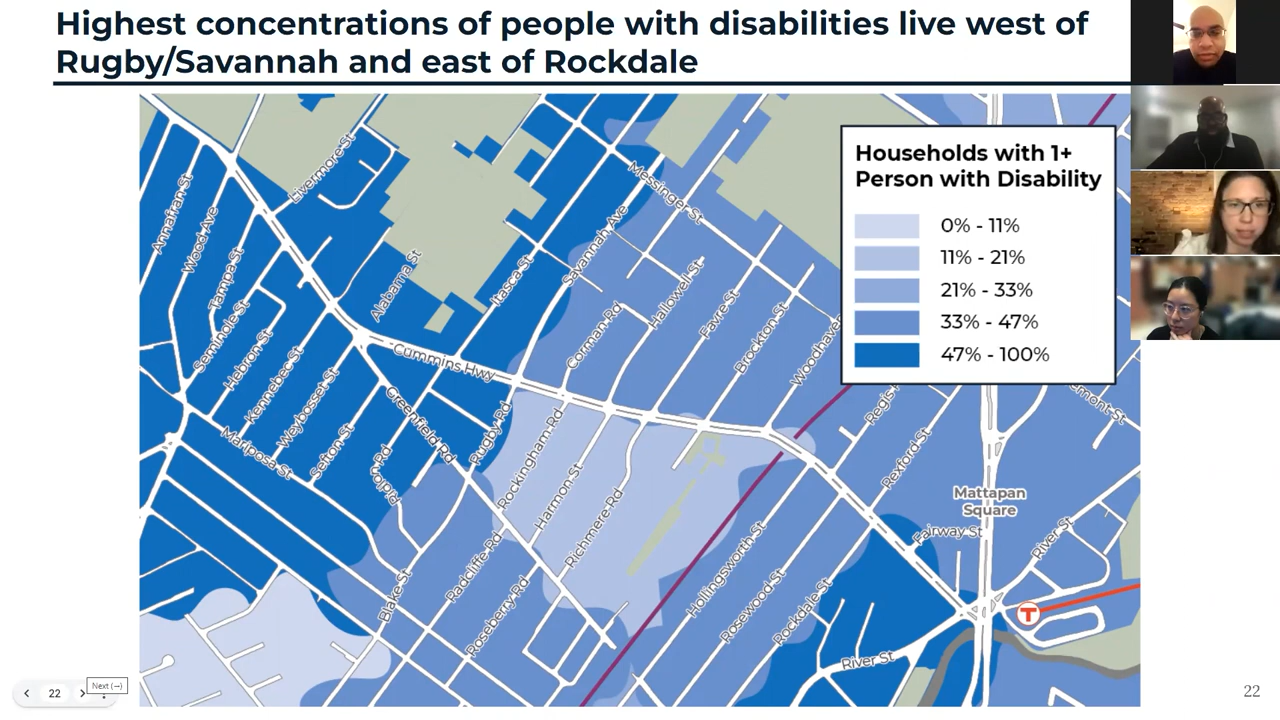 Highest concentrations of people with disabilities live west of
Rugby/Savannah and east of Rockdale
Households with 1+
Person with Disability
0% - 11%
11% - 21%
21% - 33%
33% - 47%
47% - 100%
Livermore St
Messinger St
Annafran St
Wood Ave
Tampa St
Alabama St
Itasca St
Savannah Ave
Hallowell St
Favre St
Brockton St
Seminole St
Hebron St
Kennebec St
Weybosset St
Cummins Hwy
Corman Rd
Greenfield Rd
Rugby Rd
Regis
emont St
Mariposa St
Sefton St
Rockingham Rd
Harmon St
Rexford St
Richmere Rd
Mattapan
Square
Fairway St
River St
Blake St
Radcliffe Rd
Roseberry Rd
Hollingsworth St
Rosewood St
Rockdale St
T
River St
22
Next (→)
22